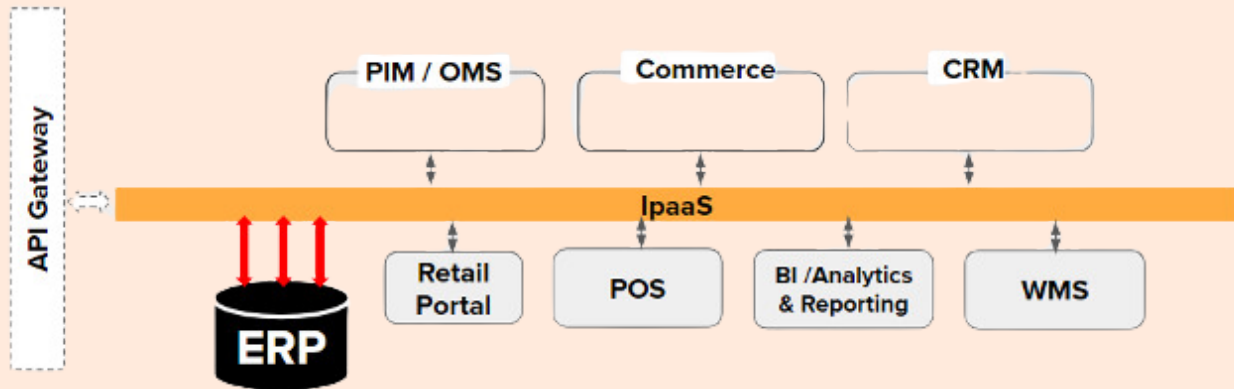 API Gateway
PIM / OMS
Commerce
CRM
IpaaS
ERP
Retail
Portal
POS
BI /Analytics
& Reporting
WMS